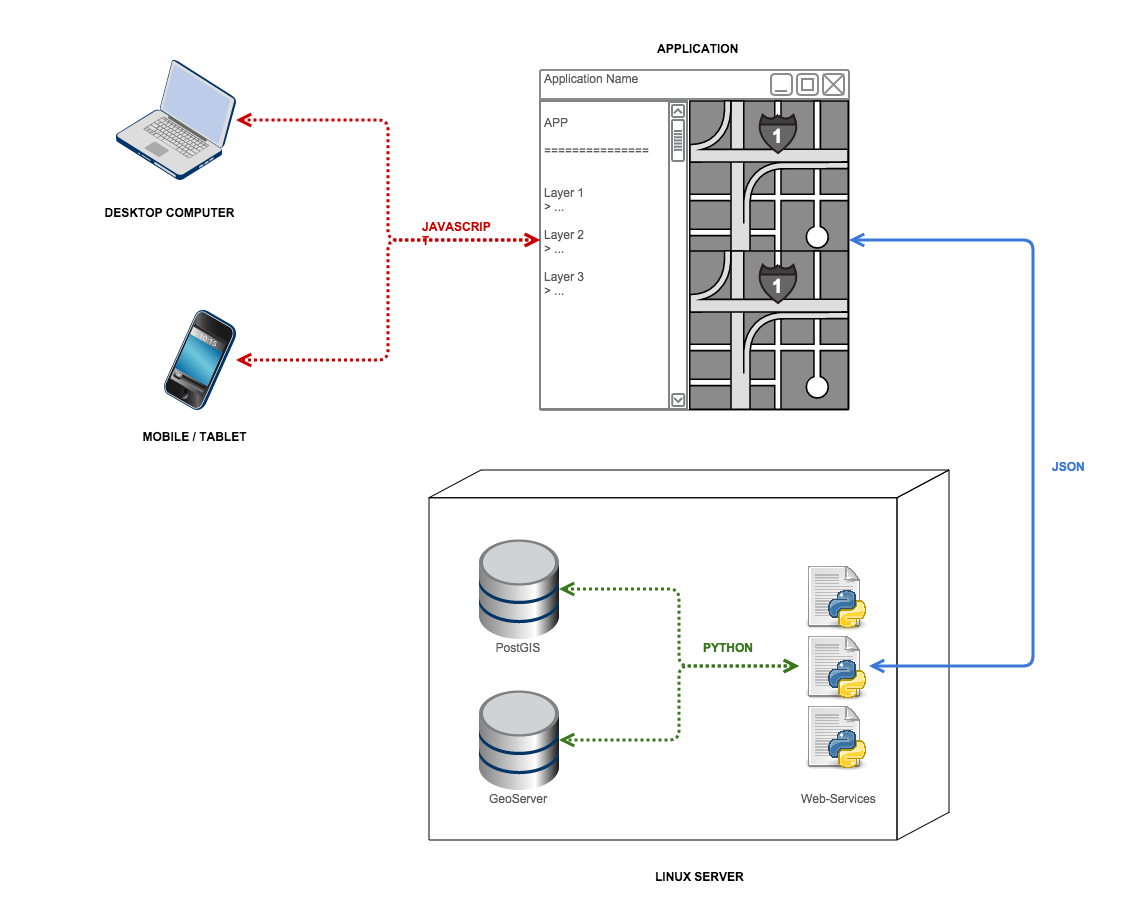 APPLICATION
Application Name
APP
===============
Layer 1
> ...
Layer 2
> ...
Layer 3
> ...
1
1
DESKTOP COMPUTER
JAVASCRIP
T
10:15
MOBILE / TABLET
JSON
PostGIS
PYTHON
GeoServer
Web-Services
LINUX SERVER